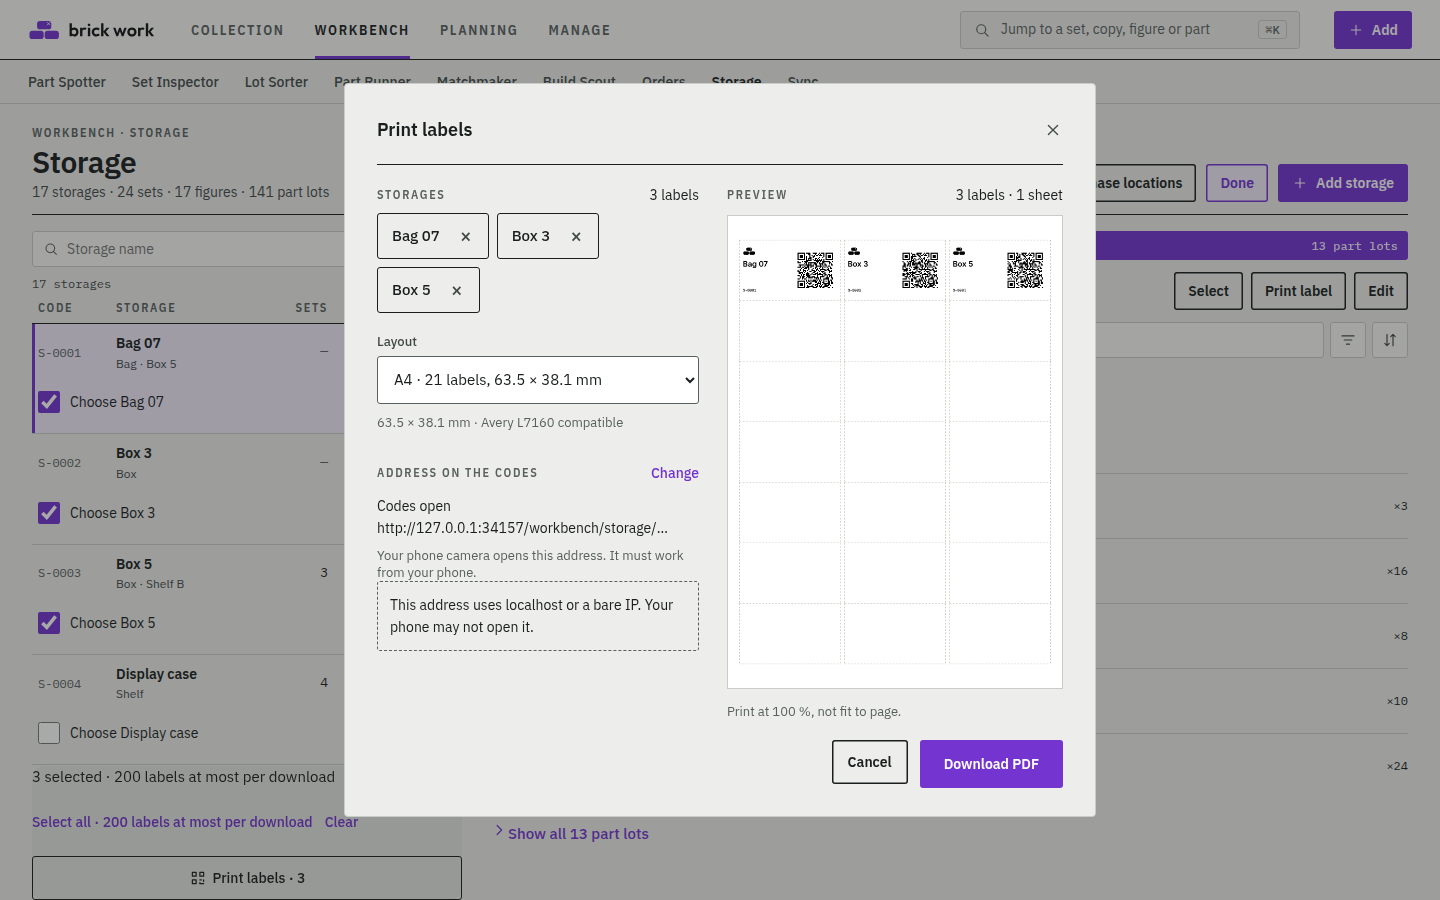 brick work
COLLECTION
WORKBENCH
PLANNING
MANAGE
Jump to a set, copy, figure or part
⌘K
+ Add
Part Spotter
Set Inspector
Lot Sorter
Part Runner
Matchmaker
Build Scout
Orders
Storage
Sync
WORKBENCH · STORAGE
Storage
17 storages · 24 sets · 17 figures · 141 part lots
Done
+ Add storage
Storage name
13 part lots
17 storages
Select
Print label
Edit
CODE STORAGE SETS
S-0001 Bag 07 —
Bag · Box 5
Choose Bag 07
S-0002 Box 3 —
Box
Choose Box 3
S-0003 Box 5 3
Box · Shelf B
Choose Box 5
S-0004 Display case 4
Shelf
Choose Display case
3 selected · 200 labels at most per download
Select all · 200 labels at most per download Clear
Print labels · 3
×3
×16
×8
×10
×24
Show all 13 part lots
Print labels
×
STORAGES 3 labels
Bag 07 ×
Box 3 ×
Box 5 ×
Layout
A4 · 21 labels, 63.5 × 38.1 mm
63.5 × 38.1 mm · Avery L7160 compatible
ADDRESS ON THE CODES Change
Codes open
http://127.0.0.1:34157/workbench/storage/…
Your phone camera opens this address. It must work
from your phone.
This address uses localhost or a bare IP. Your
phone may not open it.
PREVIEW 3 labels · 1 sheet
Bag 07
Box 3
Box 5
Print at 100 %, not fit to page.
Cancel
Download PDF